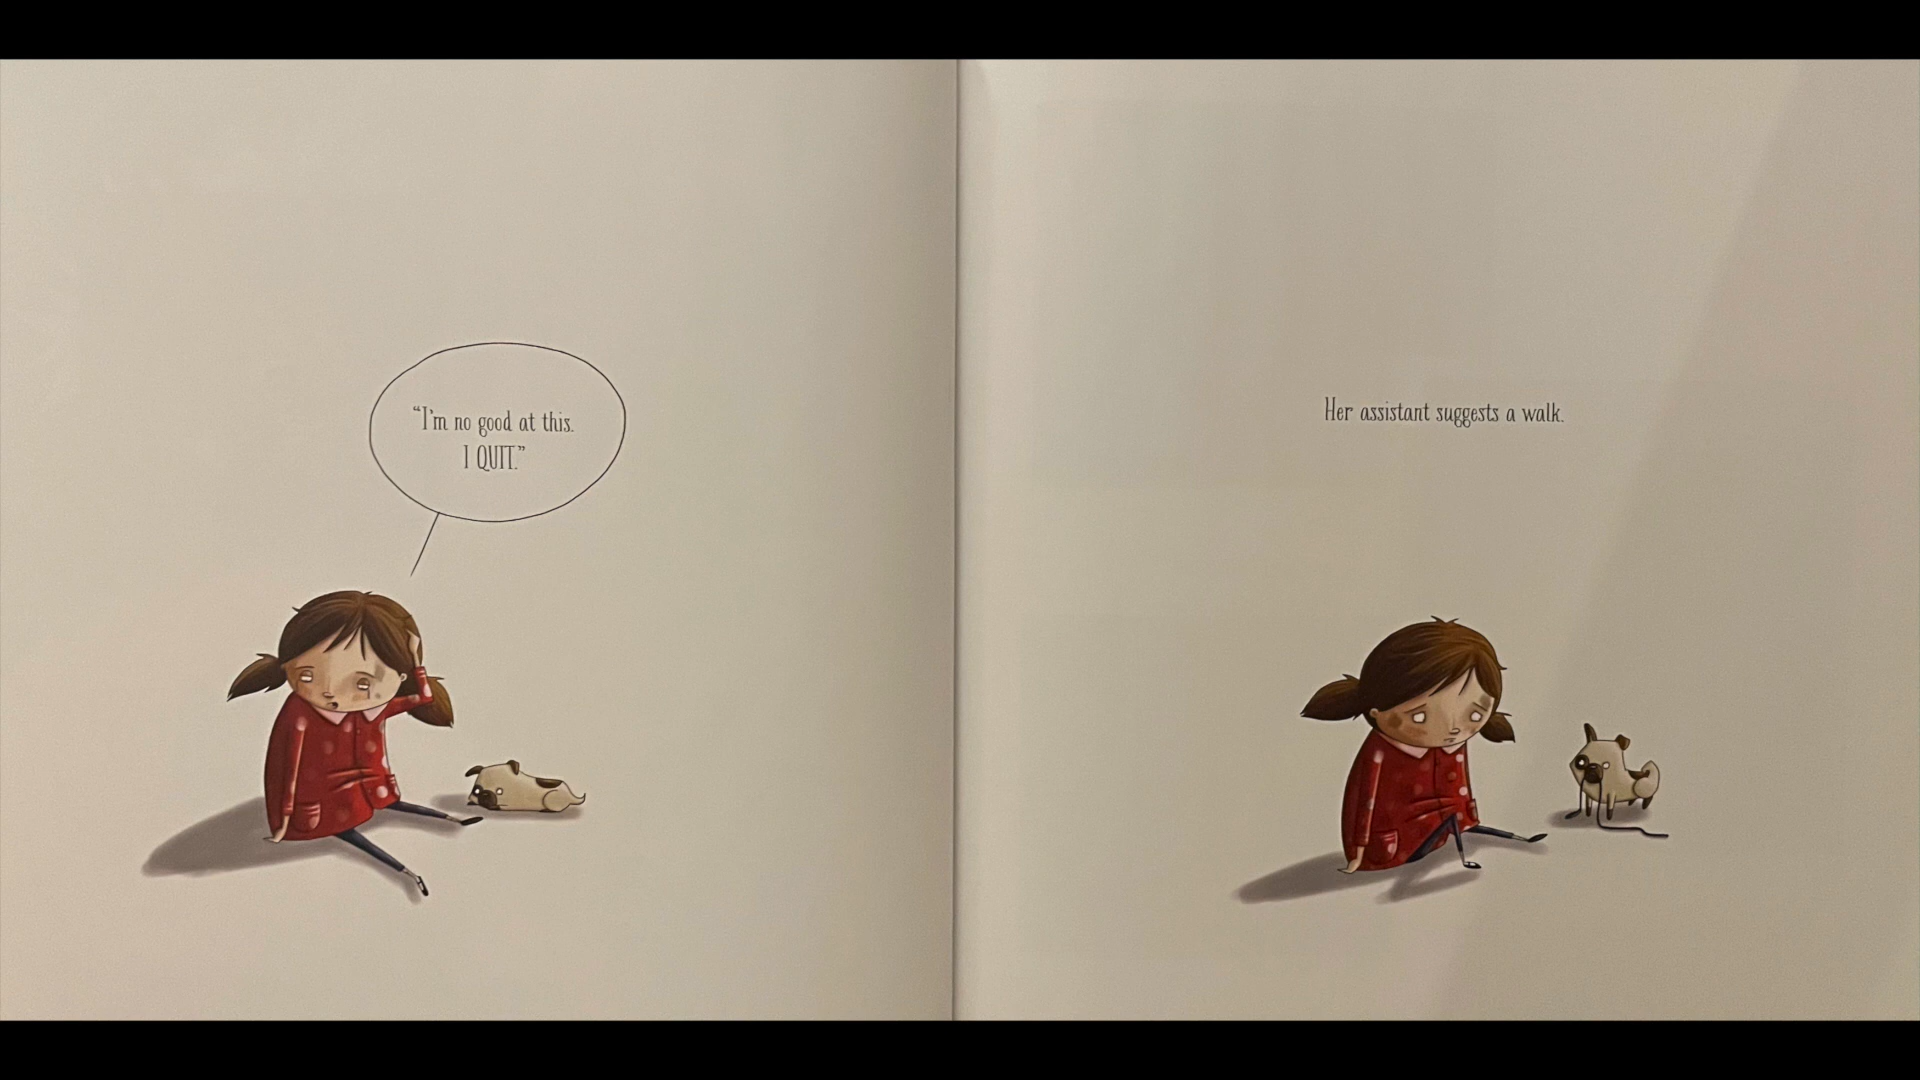 “I'm no good at this.
I QUIT.”
Her assistant suggests a walk.